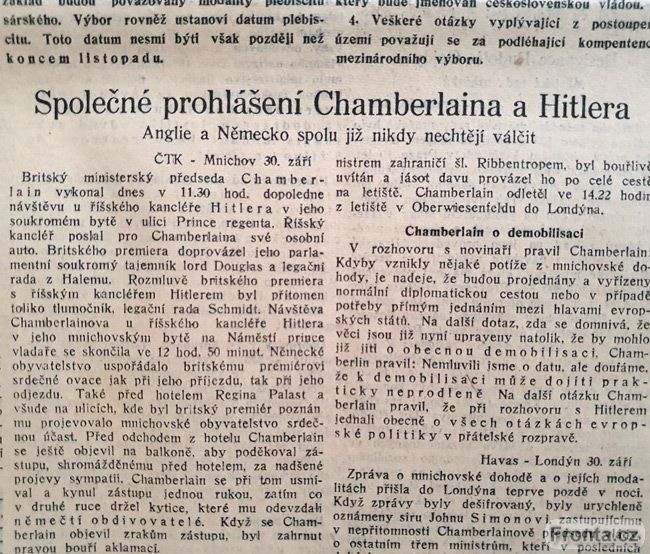 základ budou považovány modality plebiscitu
sárského. Výbor rovněž ustanoví datum plebis-
citu. Toto datum nesmí býti však později než
koncem listopadu.
který bude jmenován československou vládou.
4. Veškeré otázky vyplývající z postoupení
území považují se za podléhající kompetenci
mezinárodního výboru.
Společné prohlášení Chamberlaina a Hitlera
Anglie a Německo spolu již nikdy nechtějí válčit
ČTK - Mnichov 30. září
Britský ministerský předseda Chamber-
lain vykonal dnes v 11.30 hod. dopoledne
návštěvu u říšského kancléře Hitlera v jeho
soukromém bytě v ulici Prince regenta. Říšský
kancléř poslal pro Chamberlaina své osobní
auto. Britského premiera doprovázel jeho parla-
mentní soukromý tajemník lord Douglas a legační
rada z Halemu. Rozmluvě britského premiera
s říšským kancléřem Hitlerem byl přítomen
toliko tlumočník, legační rada Schmidt. Návštěva
Chamberlainova u říšského kancléře Hitlera
v jeho mnichovským bytě na Náměstí prince
vladaře se skončila ve 12 hod. 50 minut. Německé
obyvatelstvo uspořádalo britskému premiérovi
srdečné ovace jak při jeho příjezdu, tak při jeho
odjezdu. Také před hotelem Regina Palast a
všude na ulicích, kde byl britský premiér poznán
mu projevovalo mnichovské obyvatelstvo srdeč-
nou účast. Před odchodem z hotelu Chamberlain
se ještě objevil na balkoně, aby poděkoval zá-
stupu, shromážděnému před hotelem, za nadšené
projevy sympatii. Chamberlain se při tom usmí-
val a kynul zástupu jednou rukou, zatím co
v druhé ruce držel kytice, které mu odevzdali
němečtí obdivovatelé. Když se Cham-
berlain objevil zrakům zástupu, byl zahrnut
pravou bouří aklamací.
nistrem zahraničí šl. Ribbentropem, byl bouřlivě
uvítán a jásot davu provázel ho po celé cestě
na letiště. Chamberlain odletěl ve 14.22 hodin
z letiště v Oberwiesenfeldu do Londýna.
Chamberlain o demobilisaci
V rozhovoru s novináři pravil Chamberlain:
Kdyby vznikly nějaké potíže z mnichovské do-
hody, je naděje, že budou projednány a vyřízeny
normální diplomatickou cestou nebo v případě
potřeby přímým jednáním mezi hlavami evrop-
ských států. Na další dotaz, zda se domnívá, že
věci jsou již nyní upraveny natolik, že by mohlo
již jíti o obecnou demobilisaci, Cham-
berlin pravil: Nemluvili jsme o datu, ale doufáme,
že k demobilisaci může dojíti prak-
ticky neprodleně Na další otázku Cham-
berlain pravil, že při rozhovoru s Hitlerem
jednali obecně o všech otázkách evrop-
ské politiky v přátelské rozpravě.
Havas - Londýn 30. září
Zpráva o mnichovské dohodě a o jejích moda-
litách přišla do Londýna teprve pozdě v noci.
Když zprávy byly dešifrovány, byly urychleně
oznámeny siru Johnu Simonovi, zastupujícímu
v nepřítomnosti Chamberlainově předsedu vlády,
a ostatním třem ministrům, kteří
Fronta.cz